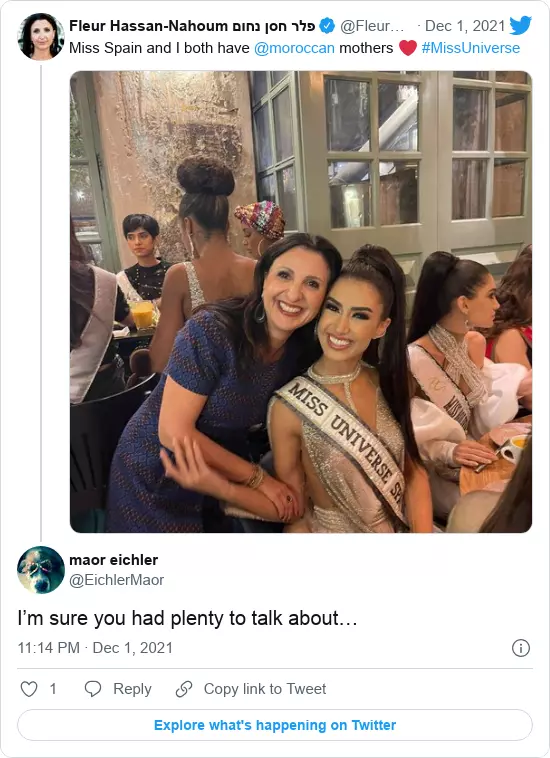 Fleur Hassan-Nahoum פלר חסן נחום @Fleur… · Dec 1, 2021
Miss Spain and I both have @moroccan mothers ❤️ #MissUniverse
MISS UNIVERSE
maor eichler
@EichlerMaor
I’m sure you had plenty to talk about…
11:14 PM · Dec 1, 2021
1 Reply Copy link to Tweet
Explore what's happening on Twitter